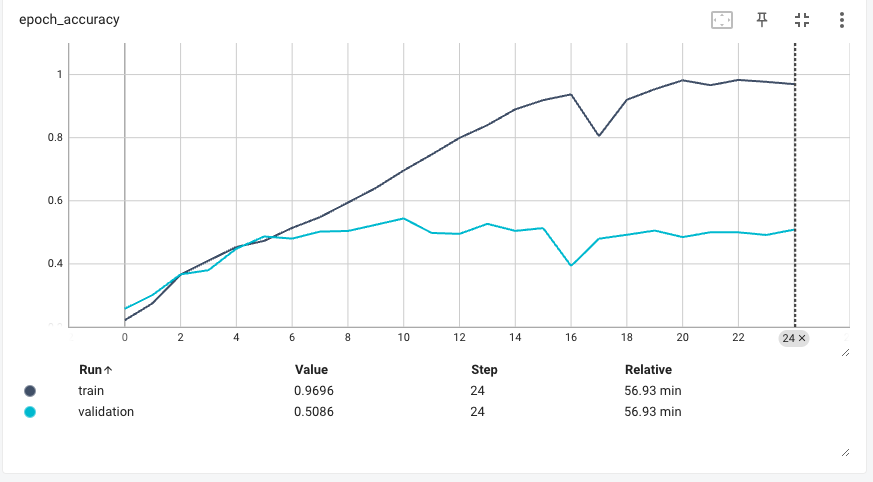 epoch_accuracy
1
0.8
0.6
0.4
0 2 4 6 8 10 12 14 16 18 20 22 24 ×
Run↑ Value Step Relative
train 0.9696 24 56.93 min
validation 0.5086 24 56.93 min